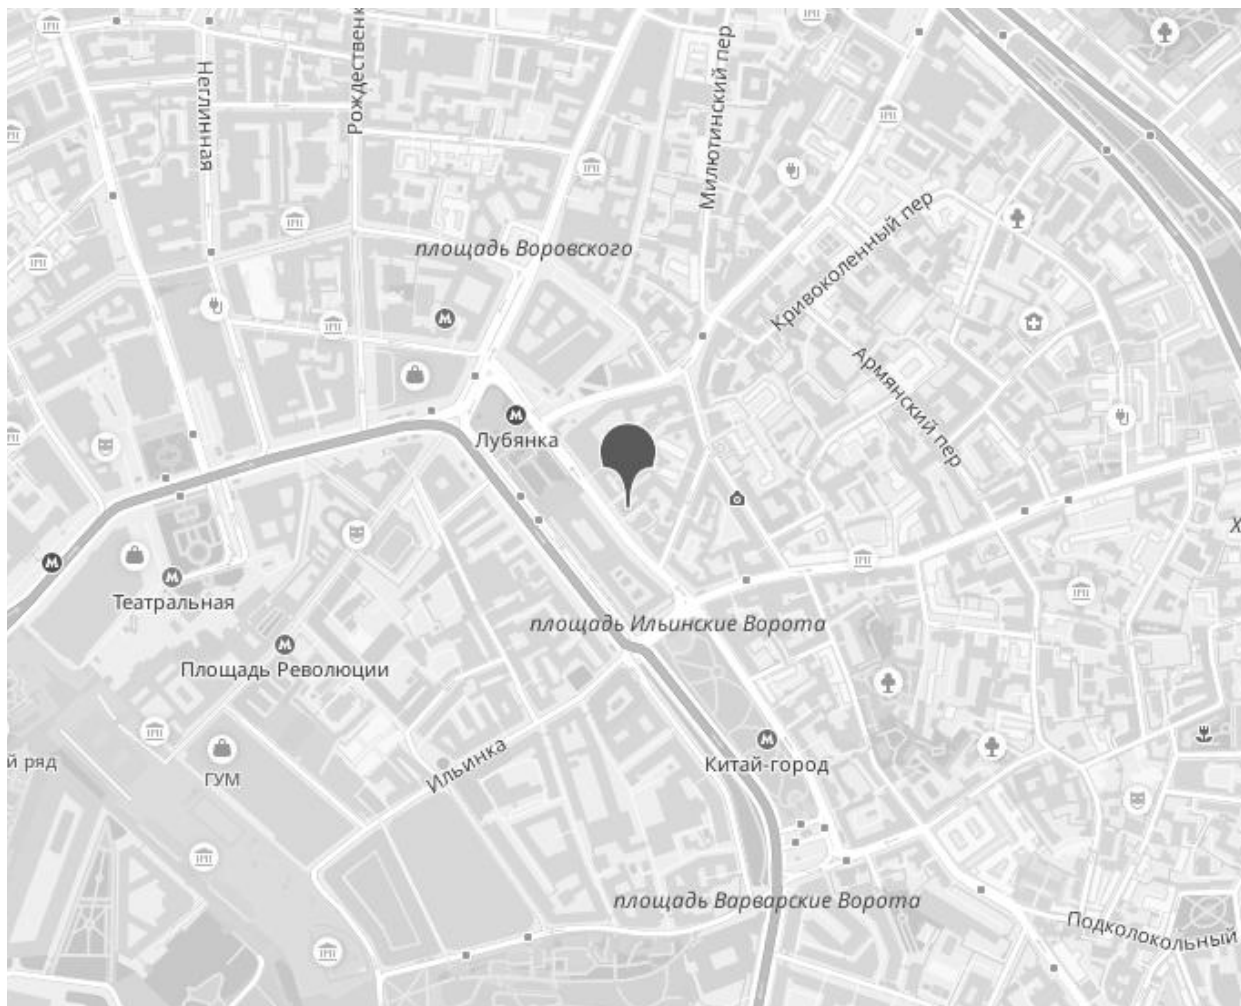 Рождественк
Неглинная
Милютинский пер
Кривоколенный пер
площадь Воровского
Армянский пер
Лубянка
Х
Театральная
площадь Ильинские Ворота
Площадь Революции
й ряд
ГУМ
Ильинка
Китай-город
площадь Варварские Ворота
Подколокольный